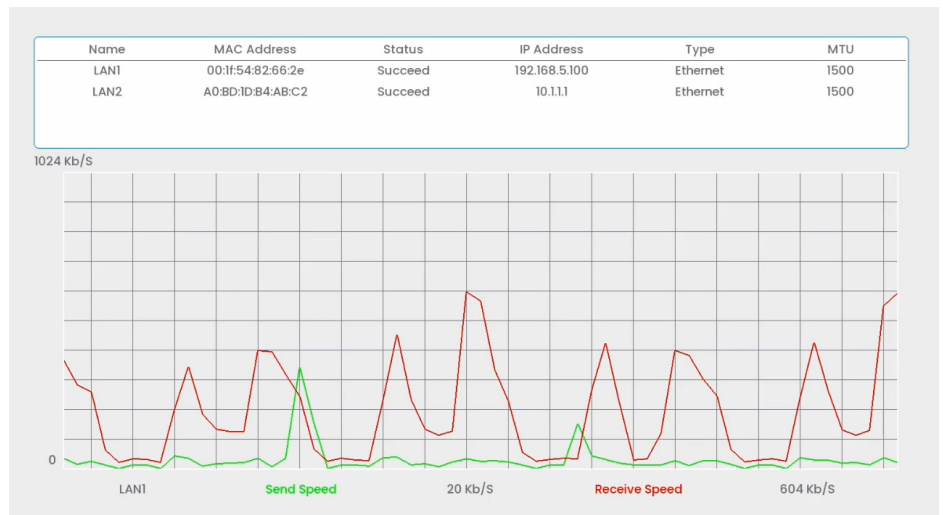 Name MAC Address Status IP Address Type MTU
LAN1 00:1f:54:82:66:2e Succeed 192.168.5.100 Ethernet 1500
LAN2 A0:BD:1D:B4:AB:C2 Succeed 10.1.1.1 Ethernet 1500
1024 Kb/S
0
LAN1 Send Speed 20 Kb/S Receive Speed 604 Kb/S